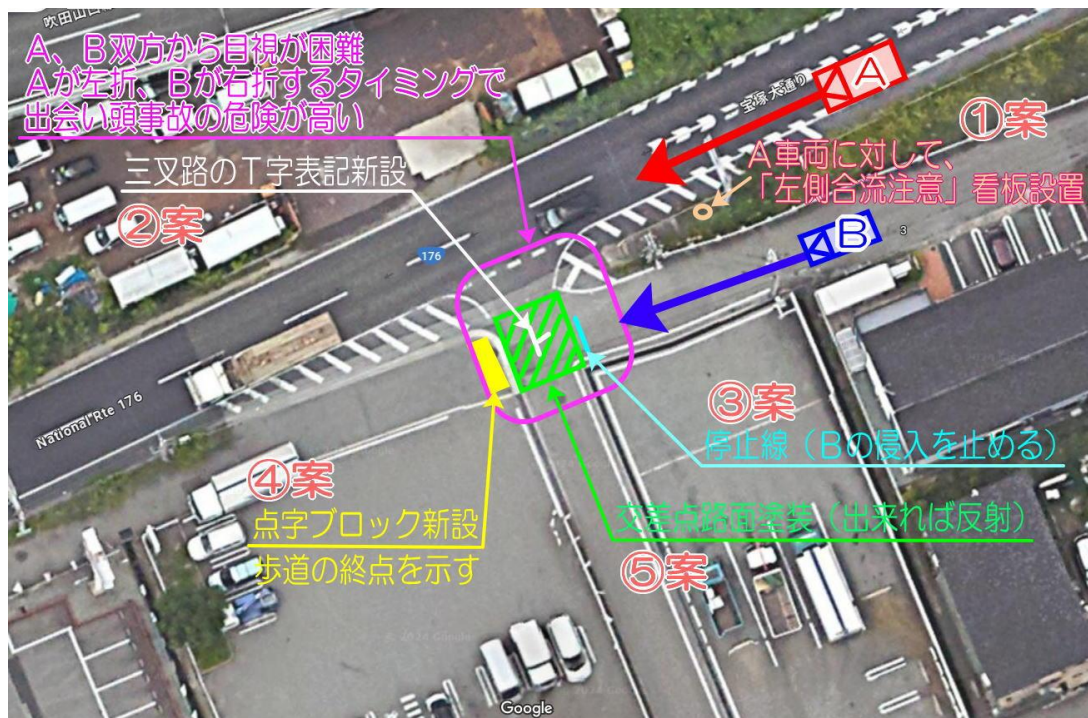 吹田山口
A、B双方から目視が困難
Aが左折、Bが右折するタイミングで
出会い頭事故の危険が高い
宝塚大通り
A
①案
A車両に対して、
「左側合流注意」看板設置
三叉路のT字表記新設
②案
176
B
3
National Rte 176
③案
停止線（Bの侵入を止める）
④案
点字ブロック新設
歩道の終点を示す
交差点路面塗装（出来れば反射）
⑤案
© 2024 Google
Google